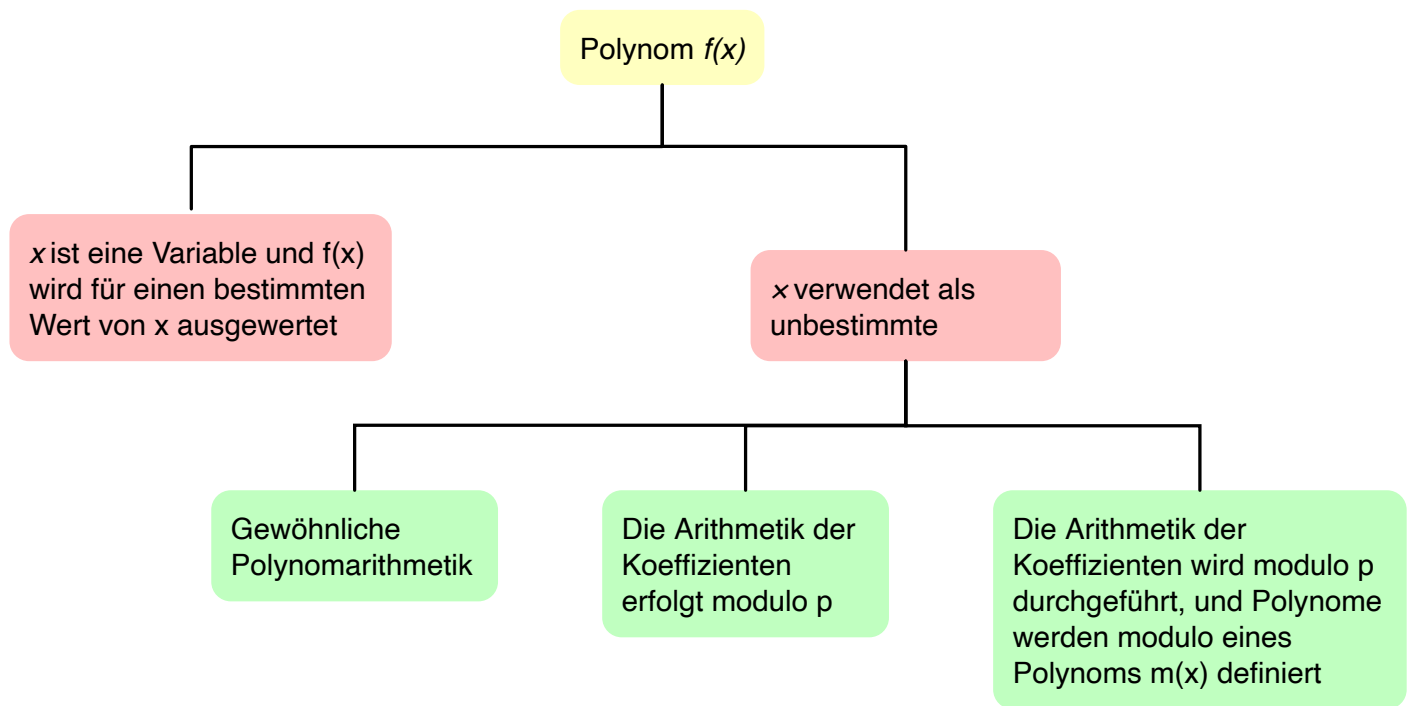 Polynom f(x)
x ist eine Variable und f(x)
wird für einen bestimmten
Wert von x ausgewertet
x verwendet als
unbestimmte
Gewöhnliche
Polynomarithmetik
Die Arithmetik der
Koeffizienten
erfolgt modulo p
Die Arithmetik der
Koeffizienten wird modulo p
durchgeführt, und Polynome
werden modulo eines
Polynoms m(x) definiert